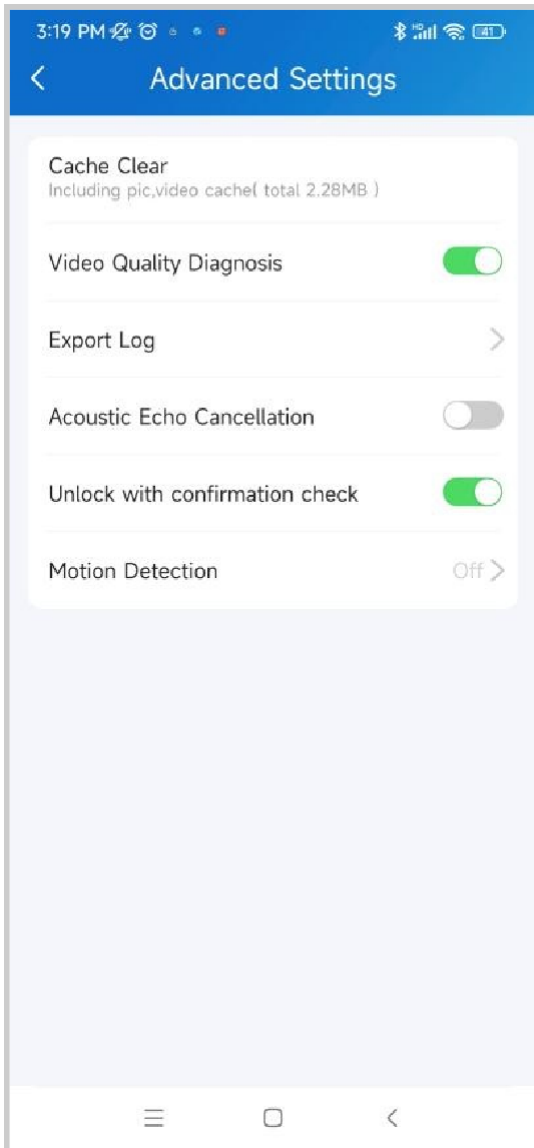 3:19 PM
41
Advanced Settings
Cache Clear
Including pic,video cache( total 2.28MB )
Video Quality Diagnosis
Export Log
Acoustic Echo Cancellation
Unlock with confirmation check
Motion Detection Off